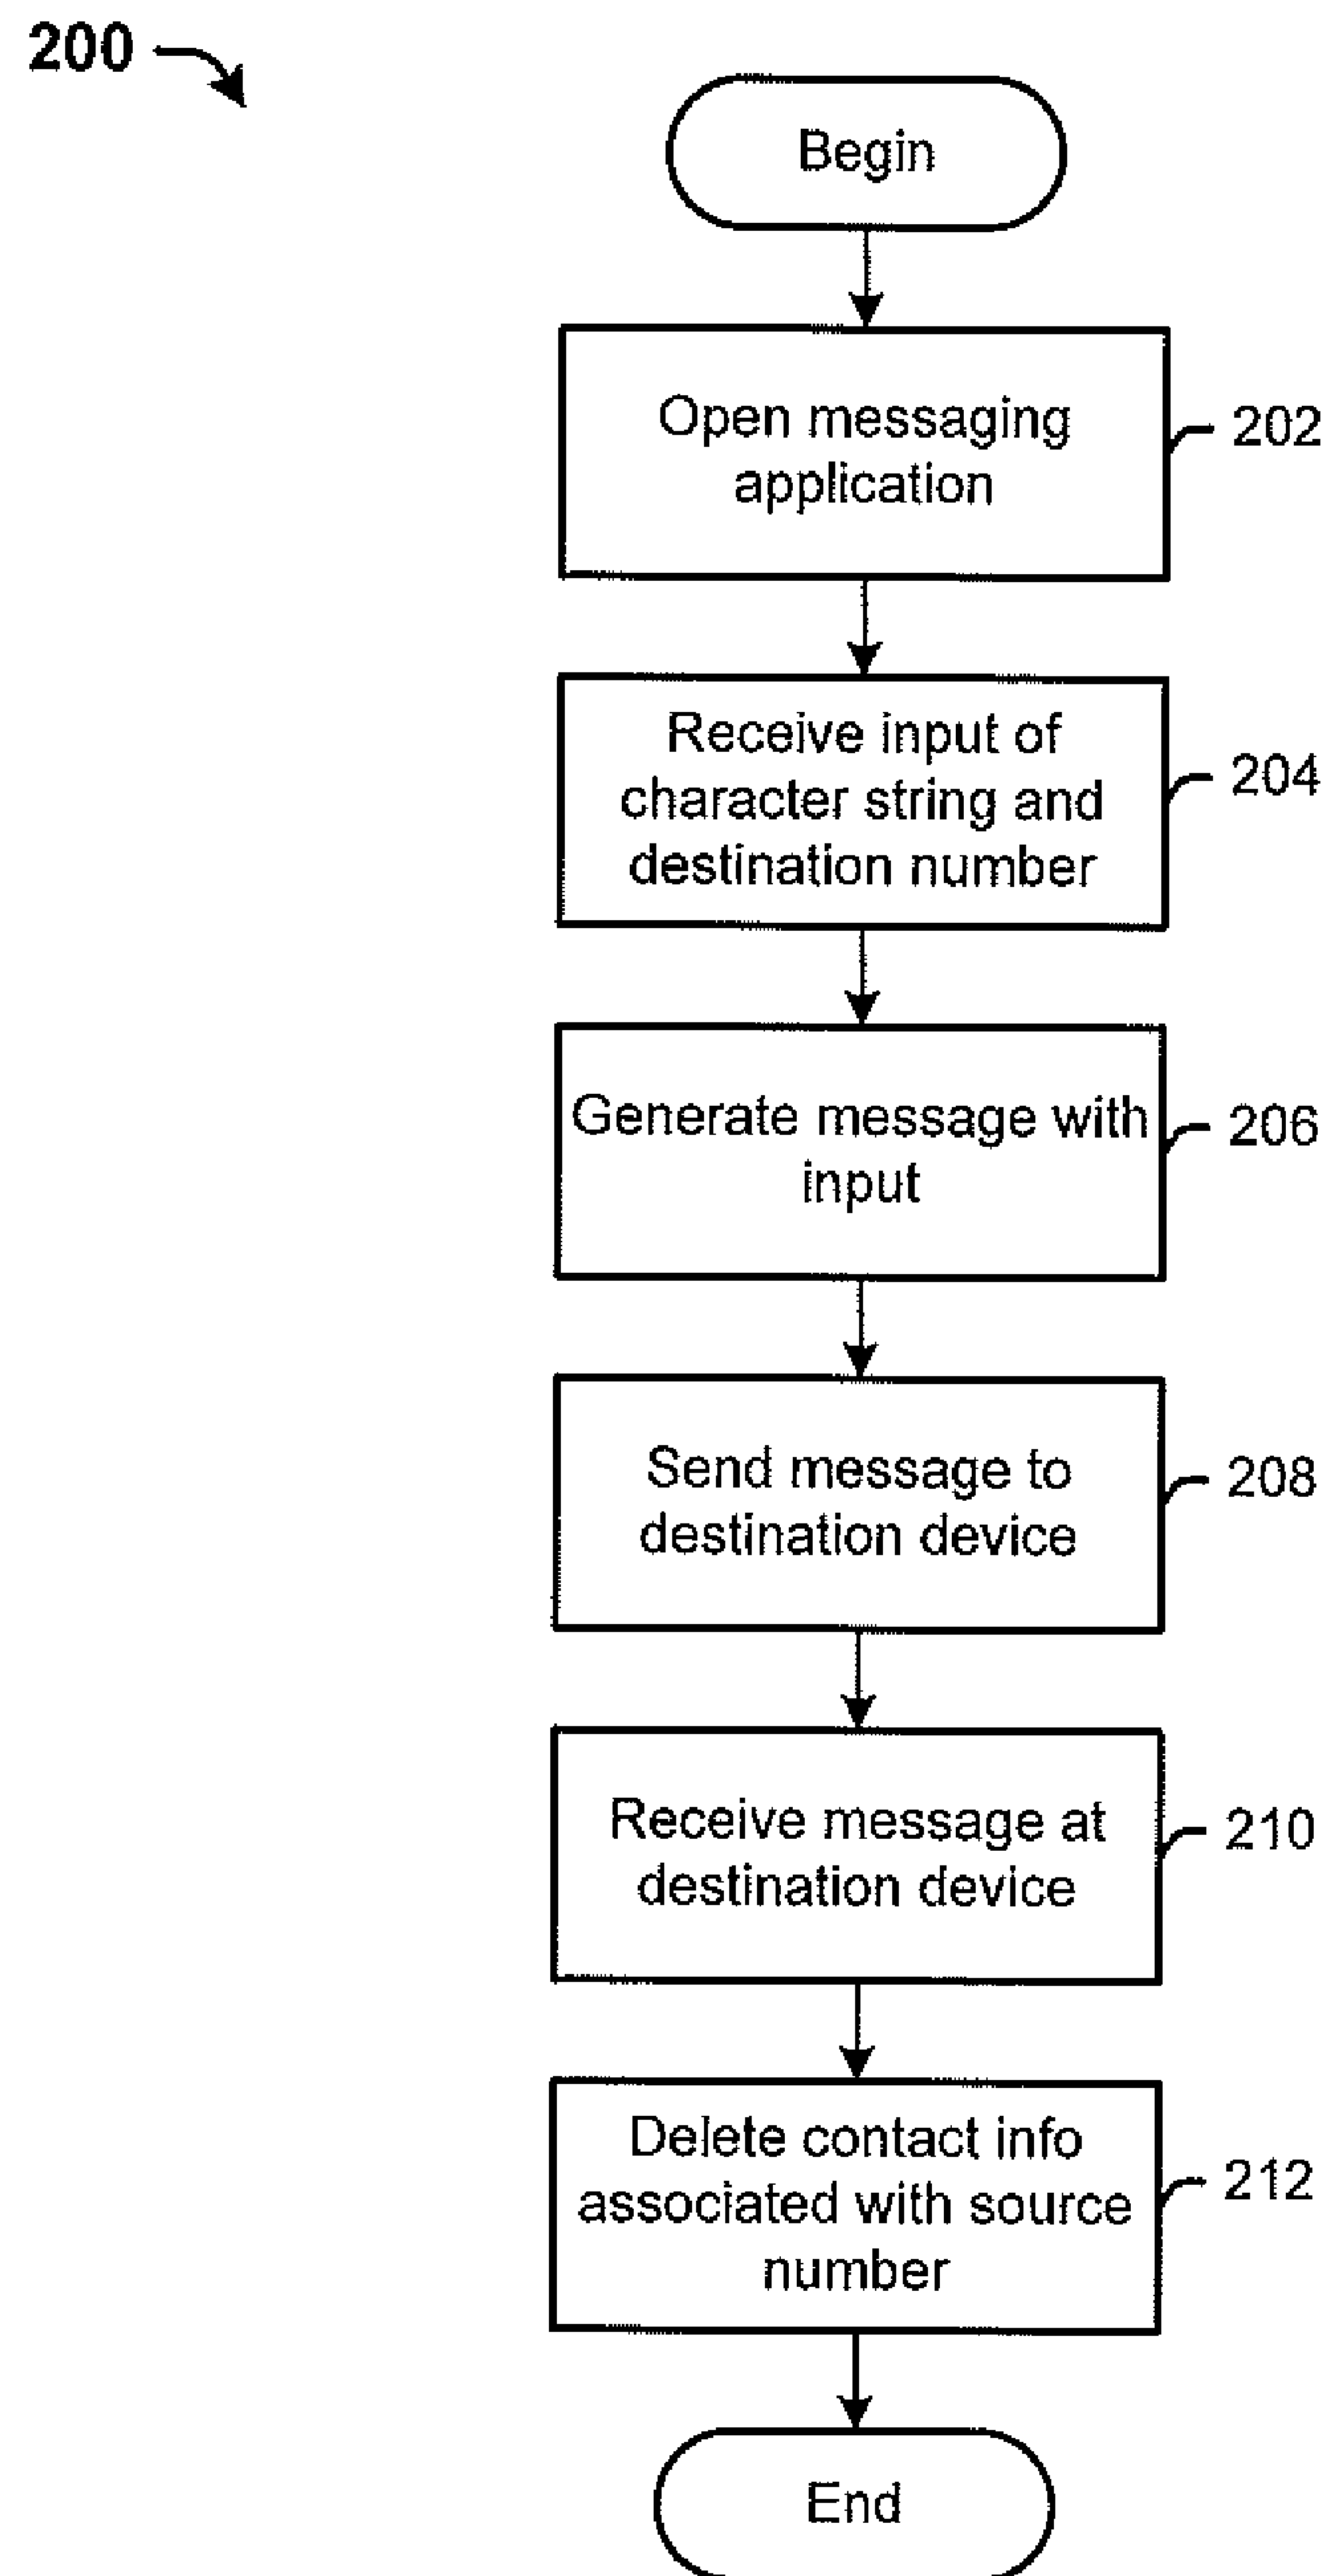 200
Begin
Open messaging
application
202
Receive input of
character string and
destination number
204
Generate message with
input
206
Send message to
destination device
208
Receive message at
destination device
210
Delete contact info
associated with source
number
212
End